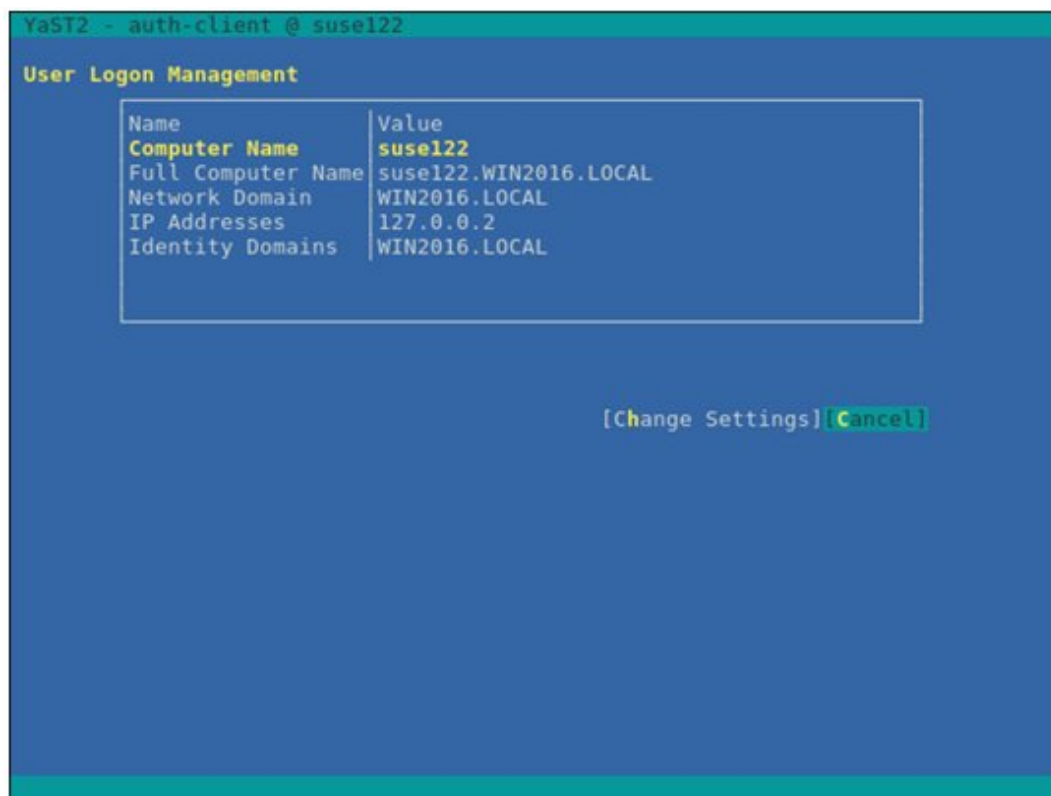 YaST2 - auth-client @ suse122
User Logon Management
Name Value
Computer Name suse122
Full Computer Name suse122.WIN2016.LOCAL
Network Domain WIN2016.LOCAL
IP Addresses 127.0.0.2
Identity Domains WIN2016.LOCAL
[Change Settings][Cancel]